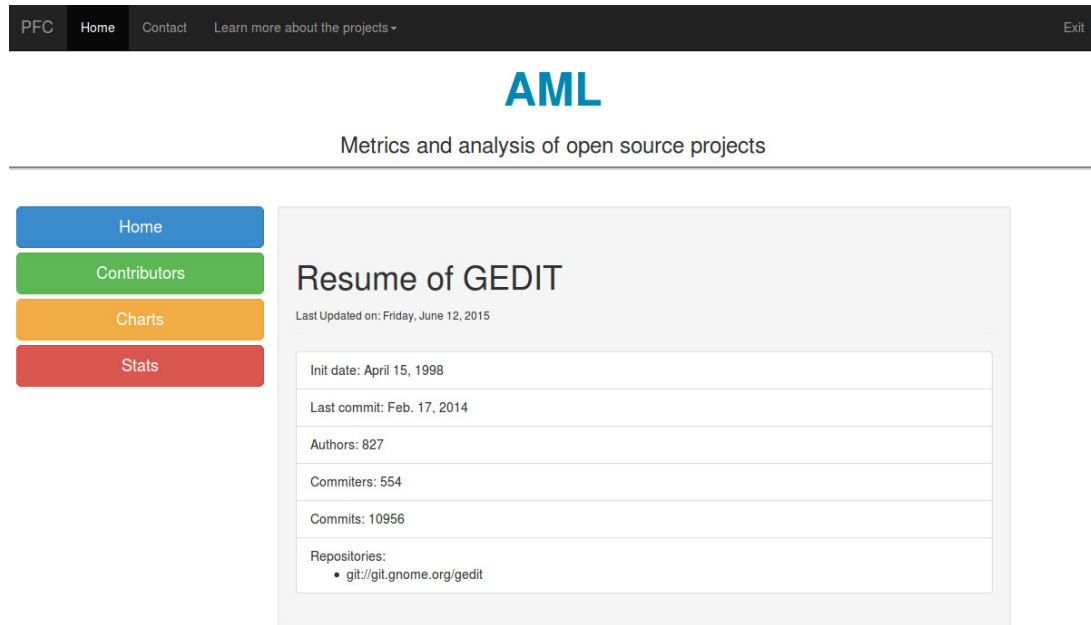 PFC Home Contact Learn more about the projects Exit
AML
Metrics and analysis of open source projects
Home
Contributors
Charts
Stats
Resume of GEDIT
Last Updated on: Friday, June 12, 2015
Init date: April 15, 1998
Last commit: Feb. 17, 2014
Authors: 827
Commiters: 554
Commits: 10956
Repositories:
• git://git.gnome.org/gedit